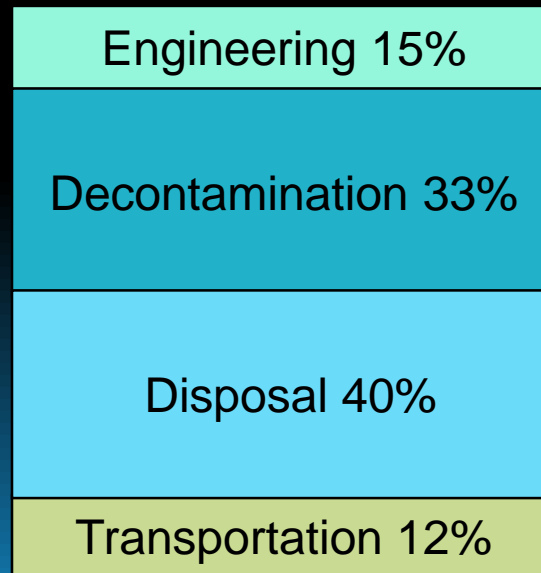 Engineering 15%
Decontamination 33%
Disposal 40%
Transportation 12%